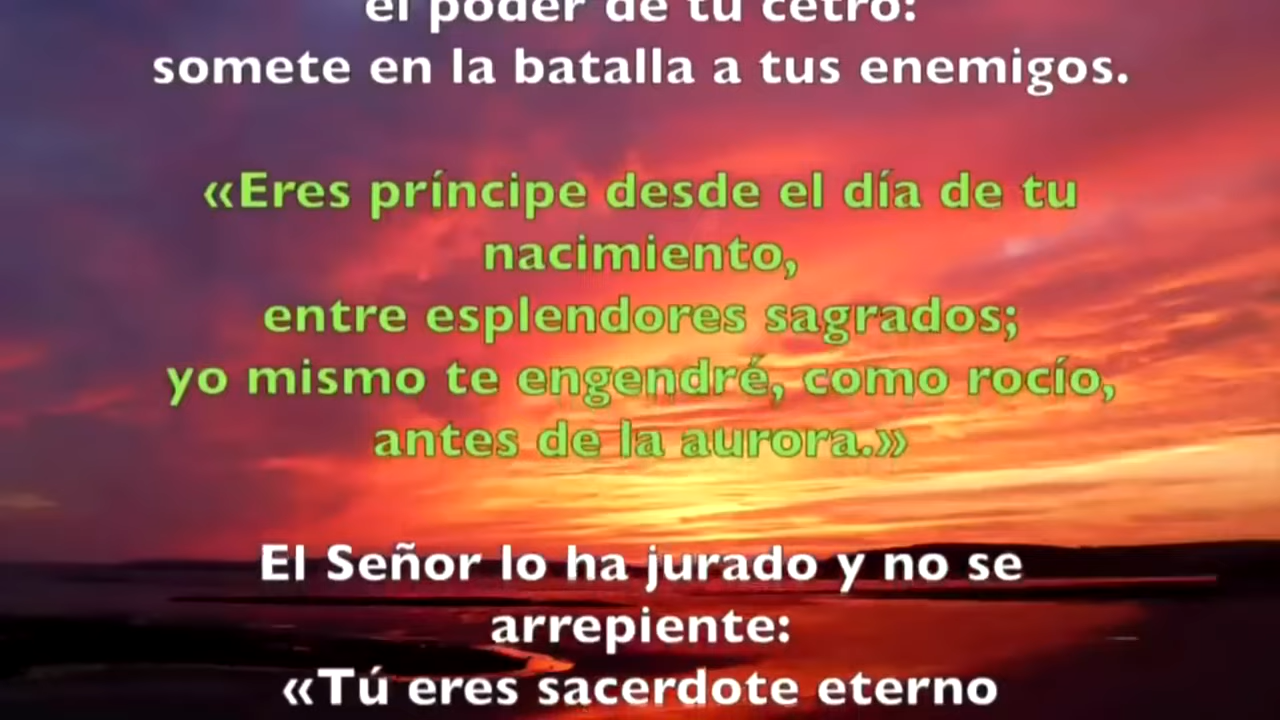 el poder de tu cetro:
somete en la batalla a tus enemigos.
«Eres príncipe desde el día de tu
nacimiento,
entre esplendores sagrados;
yo mismo te engendré, como rocío,
antes de la aurora.»
El Señor lo ha jurado y no se
arrepiente:
«Tú eres sacerdote eterno